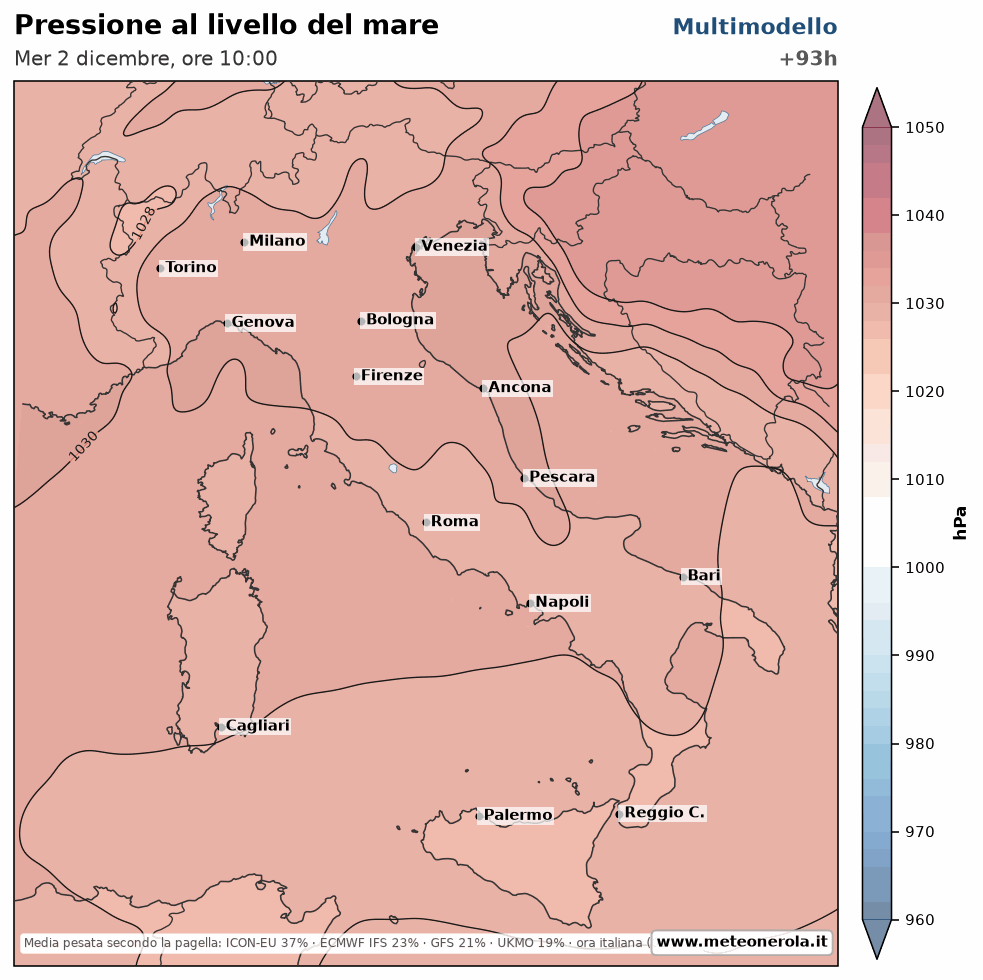 Pressione al livello del mare
Multimodello
Mer 2 dicembre, ore 10:00
+93h
1050
1040
1030
1020
1010
1000
990
980
970
960
hPa
1028
Milano
Venezia
Torino
Genova
Bologna
Firenze
Ancona
1030
Pescara
Roma
Bari
Napoli
Cagliari
Palermo
Reggio C.
Media pesata secondo la pagella: ICON-EU 37% · ECMWF IFS 23% · GFS 21% · UKMO 19% · ora italiana (
www.meteonerola.it